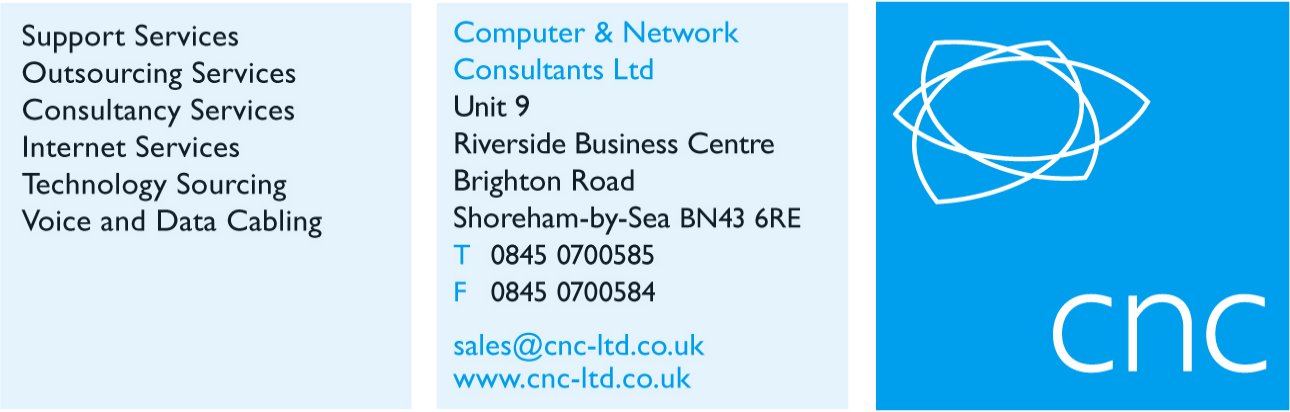 Support Services
Outsourcing Services
Consultancy Services
Internet Services
Technology Sourcing
Voice and Data Cabling
Computer & Network
Consultants Ltd
Unit 9
Riverside Business Centre
Brighton Road
Shoreham-by-Sea BN43 6RE
T 0845 0700585
F 0845 0700584
sales@cnc-ltd.co.uk
www.cnc-ltd.co.uk
cnc